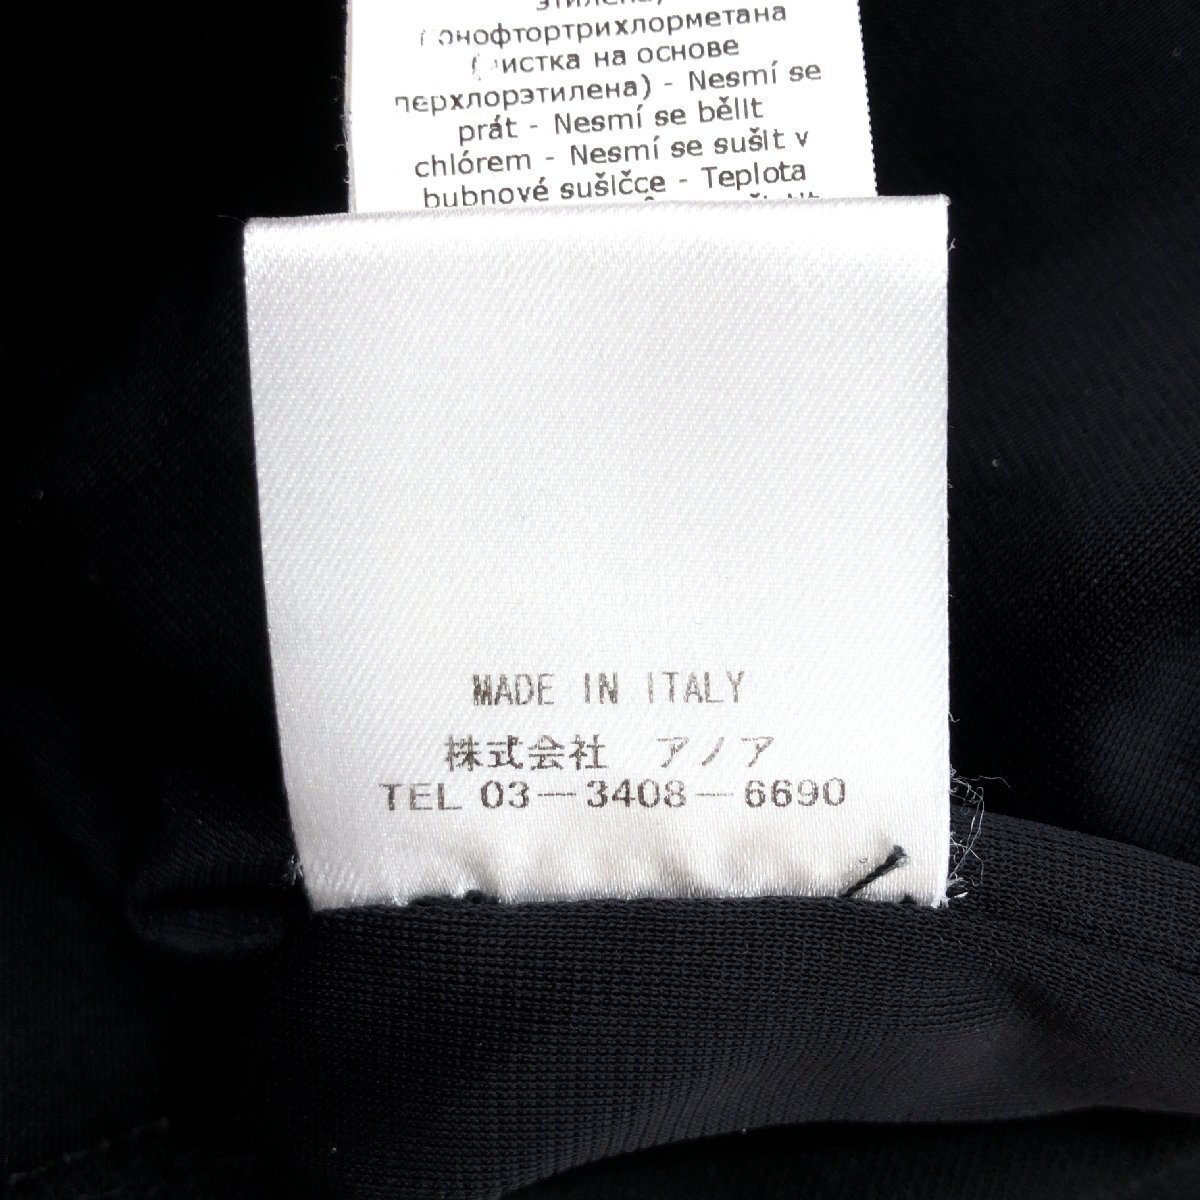 этилена,
монофтортрихлорметана
(чистка на основе
перхлорэтилена) - Nesmí se
prát - Nesmí se bělit
chlórem - Nesmí se sušit v
bubnové sušičce - Teplota
MADE IN ITALY
株式会社 アノア
TEL 03-3408-6690